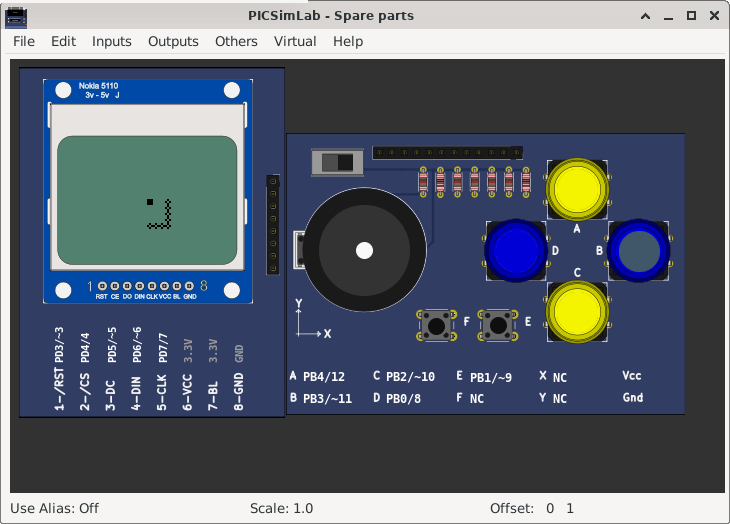 PICSimLab - Spare parts
File Edit Inputs Outputs Others Virtual Help
Nokia 5110
3v - 5v J
1 8
RST CE DO DIN CLK VCC BL GND
1-/RST PD3/~3
2-/CS PD4/4
3-DC PD5/~5
4-DIN PD6/~6
5-CLK PD7/7
6-VCC 3.3V
7-BL 3.3V
8-GND GND
A
D B
C
Y
X
F E
A PB4/12 C PB2/~10 E PB1/~9 X NC Vcc
B PB3/~11 D PB0/8 F NC Y NC Gnd
Use Alias: Off Scale: 1.0 Offset: 0 1